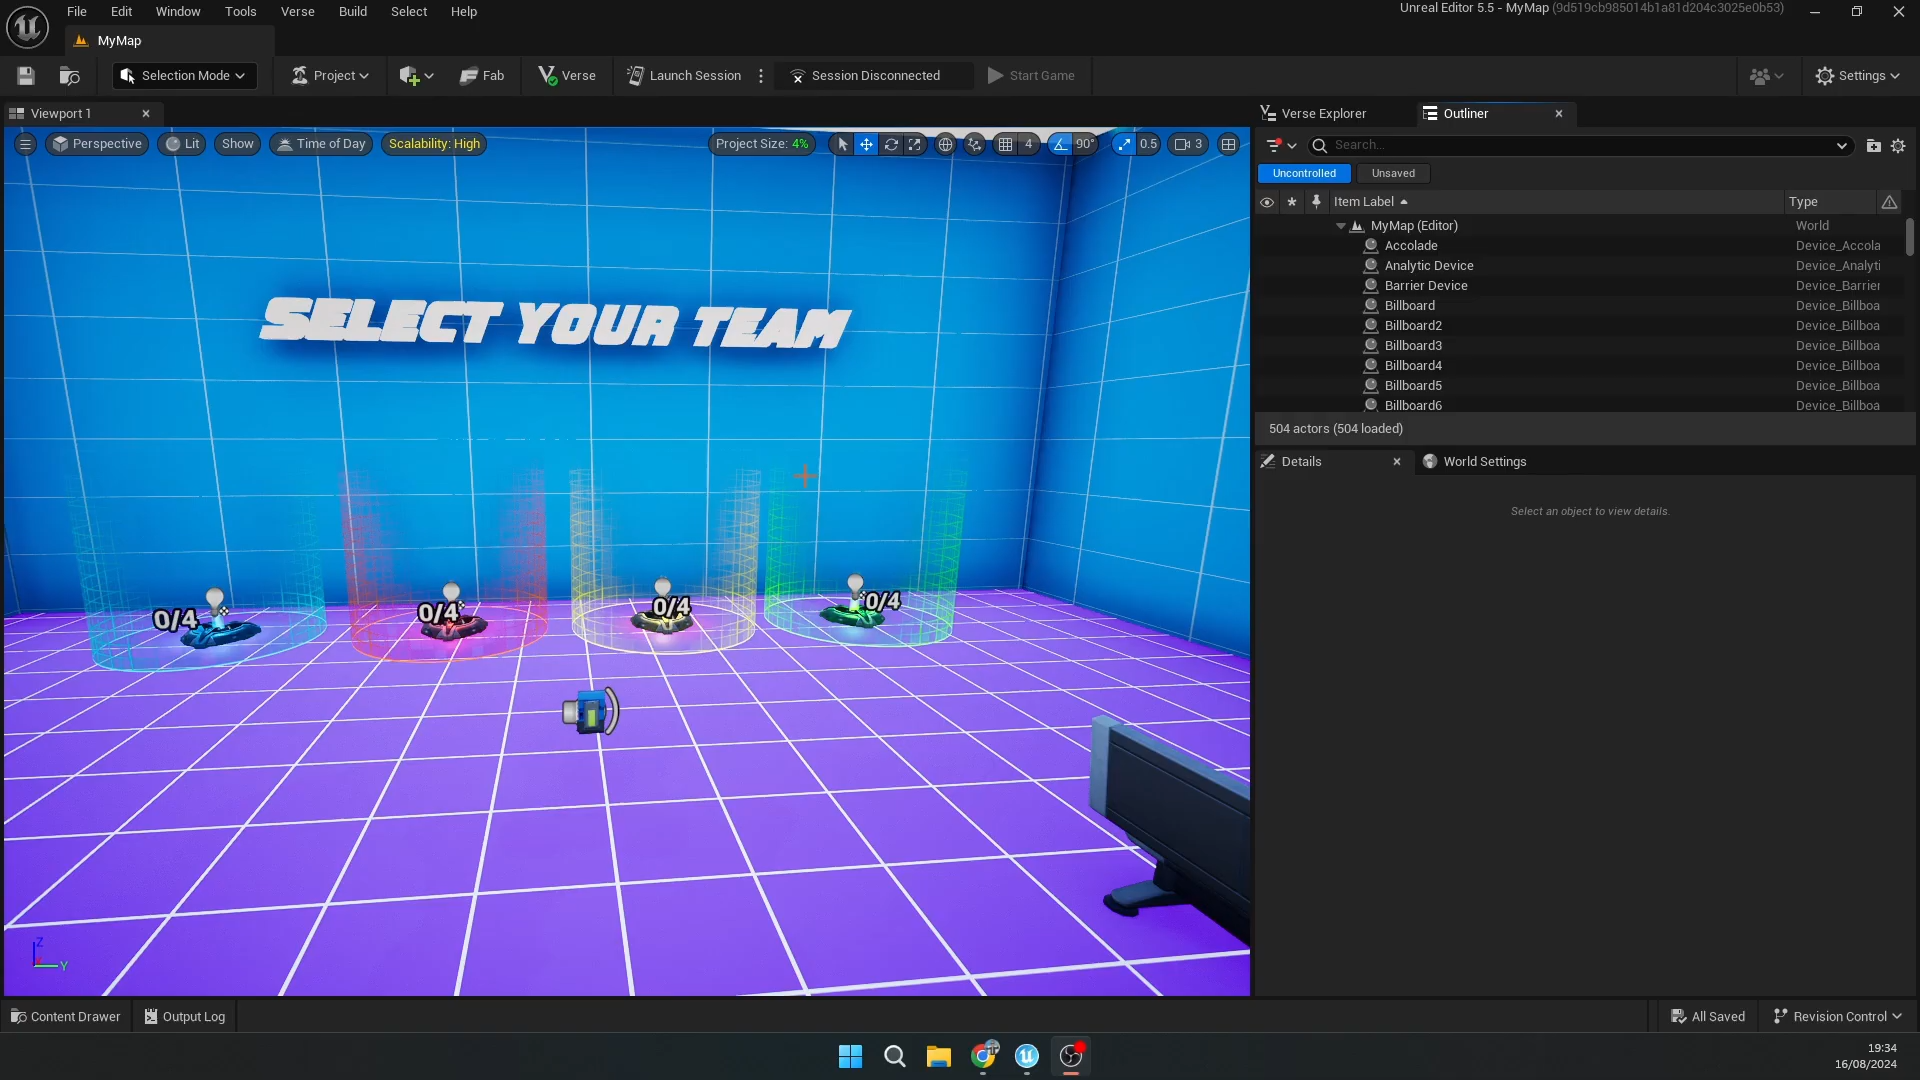 File Edit Window Tools Verse Build Select Help
Unreal Editor 5.5 - MyMap (9d519cb985014b1a81d204c3025e0b53)
MyMap
Selection Mode Project Fab Verse Launch Session Session Disconnected Start Game Settings
Viewport 1
Verse Explorer Outliner
Perspective Lit Show Time of Day Scalability: High Project Size: 4% 4 90° 0.5 3
Search...
Uncontrolled Unsaved
Item Label Type
MyMap (Editor) World
Accolade Device_Accola
Analytic Device Device_Analyti
Barrier Device Device_Barrier
Billboard Device_Billboa
Billboard2 Device_Billboa
Billboard3 Device_Billboa
Billboard4 Device_Billboa
Billboard5 Device_Billboa
Billboard6 Device_Billboa
504 actors (504 loaded)
Details World Settings
Select an object to view details.
SELECT YOUR TEAM
0/4 0/4 0/4 0/4
Z
Y
Content Drawer Output Log All Saved Revision Control
19:34
16/08/2024